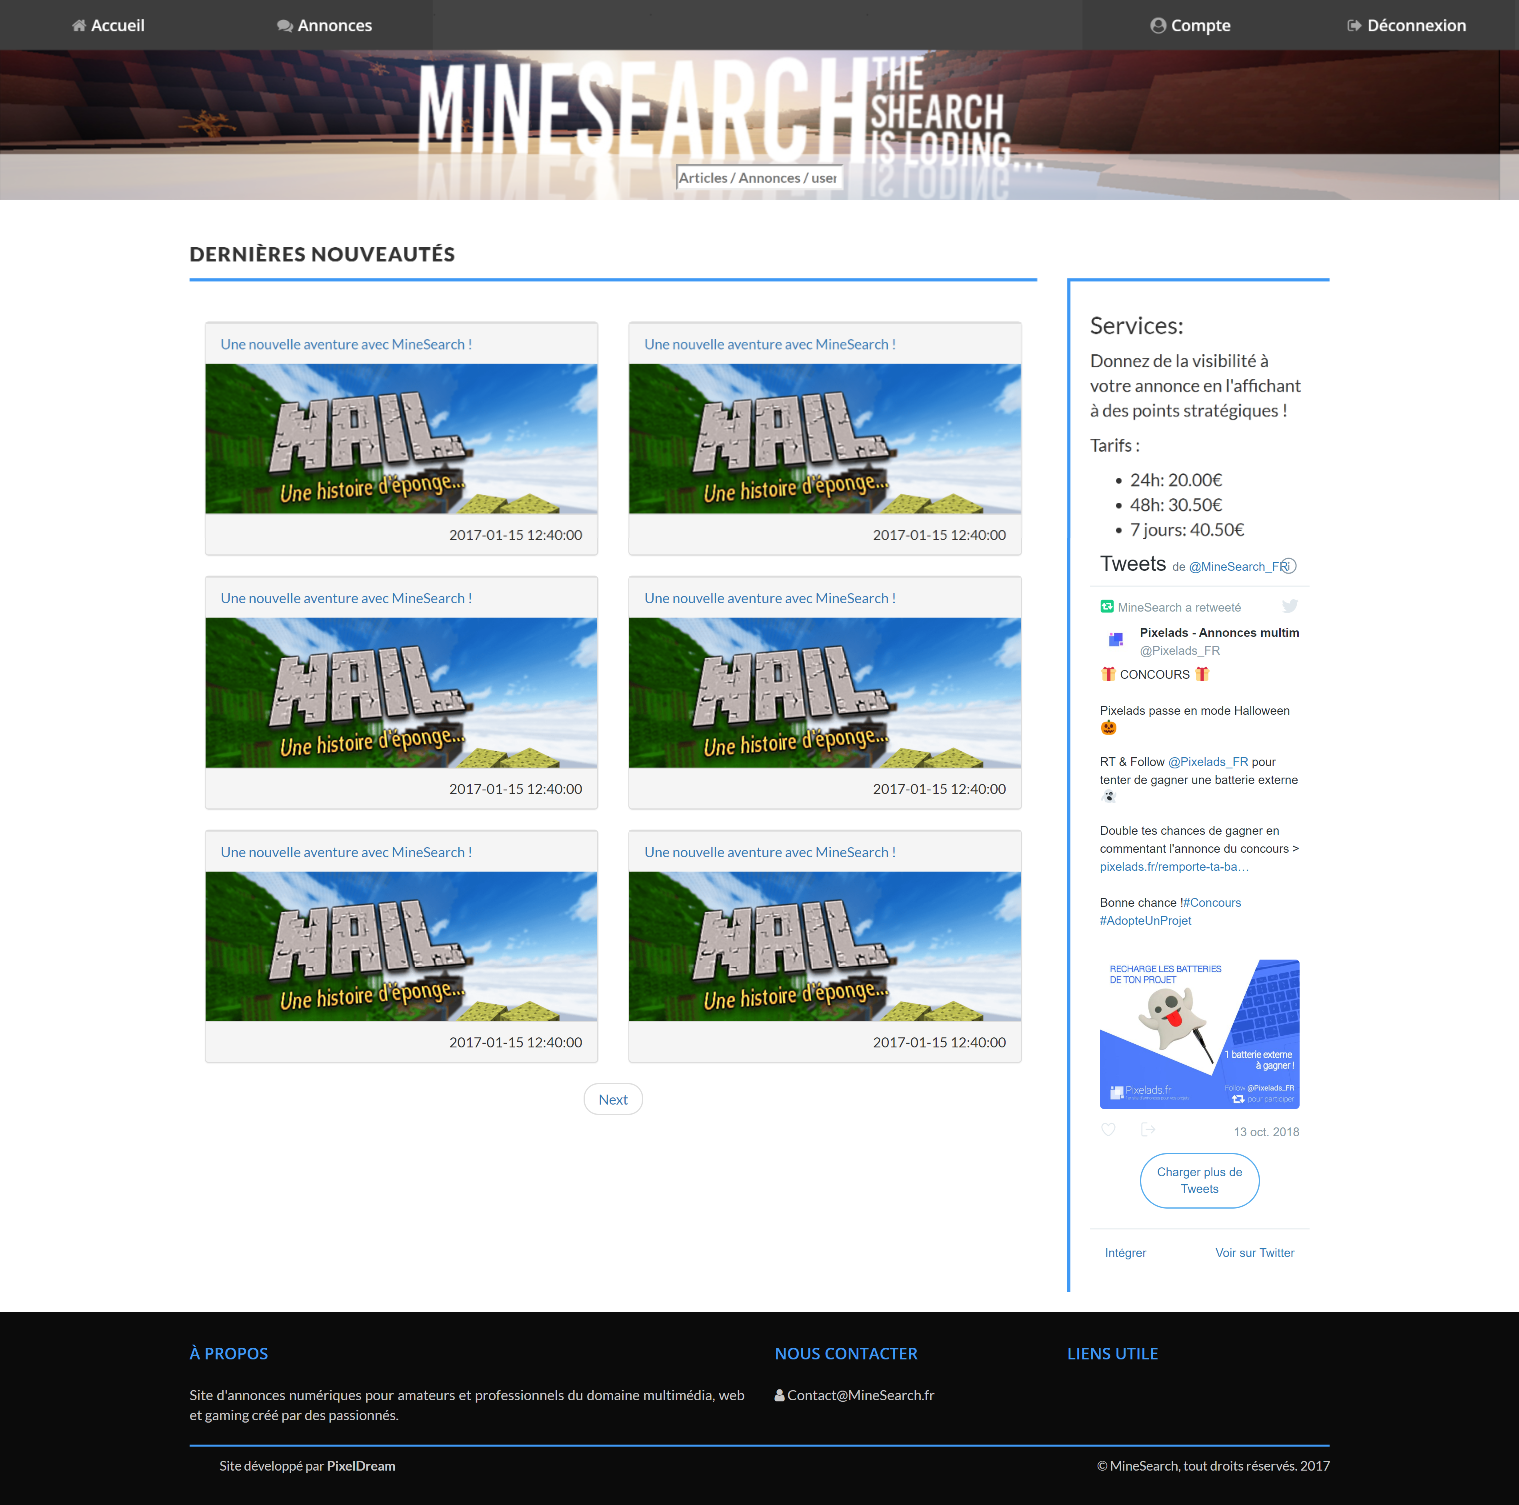 Accueil
Annonces
Compte
Déconnexion
MINESEARCH
THE
SHEARCH
IS LODING...
Articles / Annonces / user
DERNIÈRES NOUVEAUTÉS
Une nouvelle aventure avec MineSearch !
NAIL
Une histoire d'éponge...
2017-01-15 12:40:00
Une nouvelle aventure avec MineSearch !
NAIL
Une histoire d'éponge...
2017-01-15 12:40:00
Une nouvelle aventure avec MineSearch !
NAIL
Une histoire d'éponge...
2017-01-15 12:40:00
Une nouvelle aventure avec MineSearch !
NAIL
Une histoire d'éponge...
2017-01-15 12:40:00
Une nouvelle aventure avec MineSearch !
NAIL
Une histoire d'éponge...
2017-01-15 12:40:00
Une nouvelle aventure avec MineSearch !
NAIL
Une histoire d'éponge...
2017-01-15 12:40:00
Next
Services:
Donnez de la visibilité à
votre annonce en l'affichant
à des points stratégiques !
Tarifs :
• 24h: 20.00€
• 48h: 30.50€
• 7 jours: 40.50€
Tweets de @MineSearch_FR
MineSearch a retweeté
Pixelads - Annonces multim
@Pixelads_FR
🎁 CONCOURS 🎁
Pixelads passe en mode Halloween
🎃
RT & Follow @Pixelads_FR pour
tenter de gagner une batterie externe
👻
Double tes chances de gagner en
commentant l'annonce du concours >
pixelads.fr/remporte-ta-ba…
Bonne chance !#Concours
#AdopteUnProjet
RECHARGE LES BATTERIES
DE TON PROJET
1 batterie externe
à gagner !
Pixelads.fr
Follow @Pixelads_FR
pour participer
13 oct. 2018
Charger plus de
Tweets
Intégrer
Voir sur Twitter
À PROPOS
Site d'annonces numériques pour amateurs et professionnels du domaine multimédia, web
et gaming créé par des passionnés.
NOUS CONTACTER
Contact@MineSearch.fr
LIENS UTILE
Site développé par PixelDream
© MineSearch, tout droits réservés. 2017